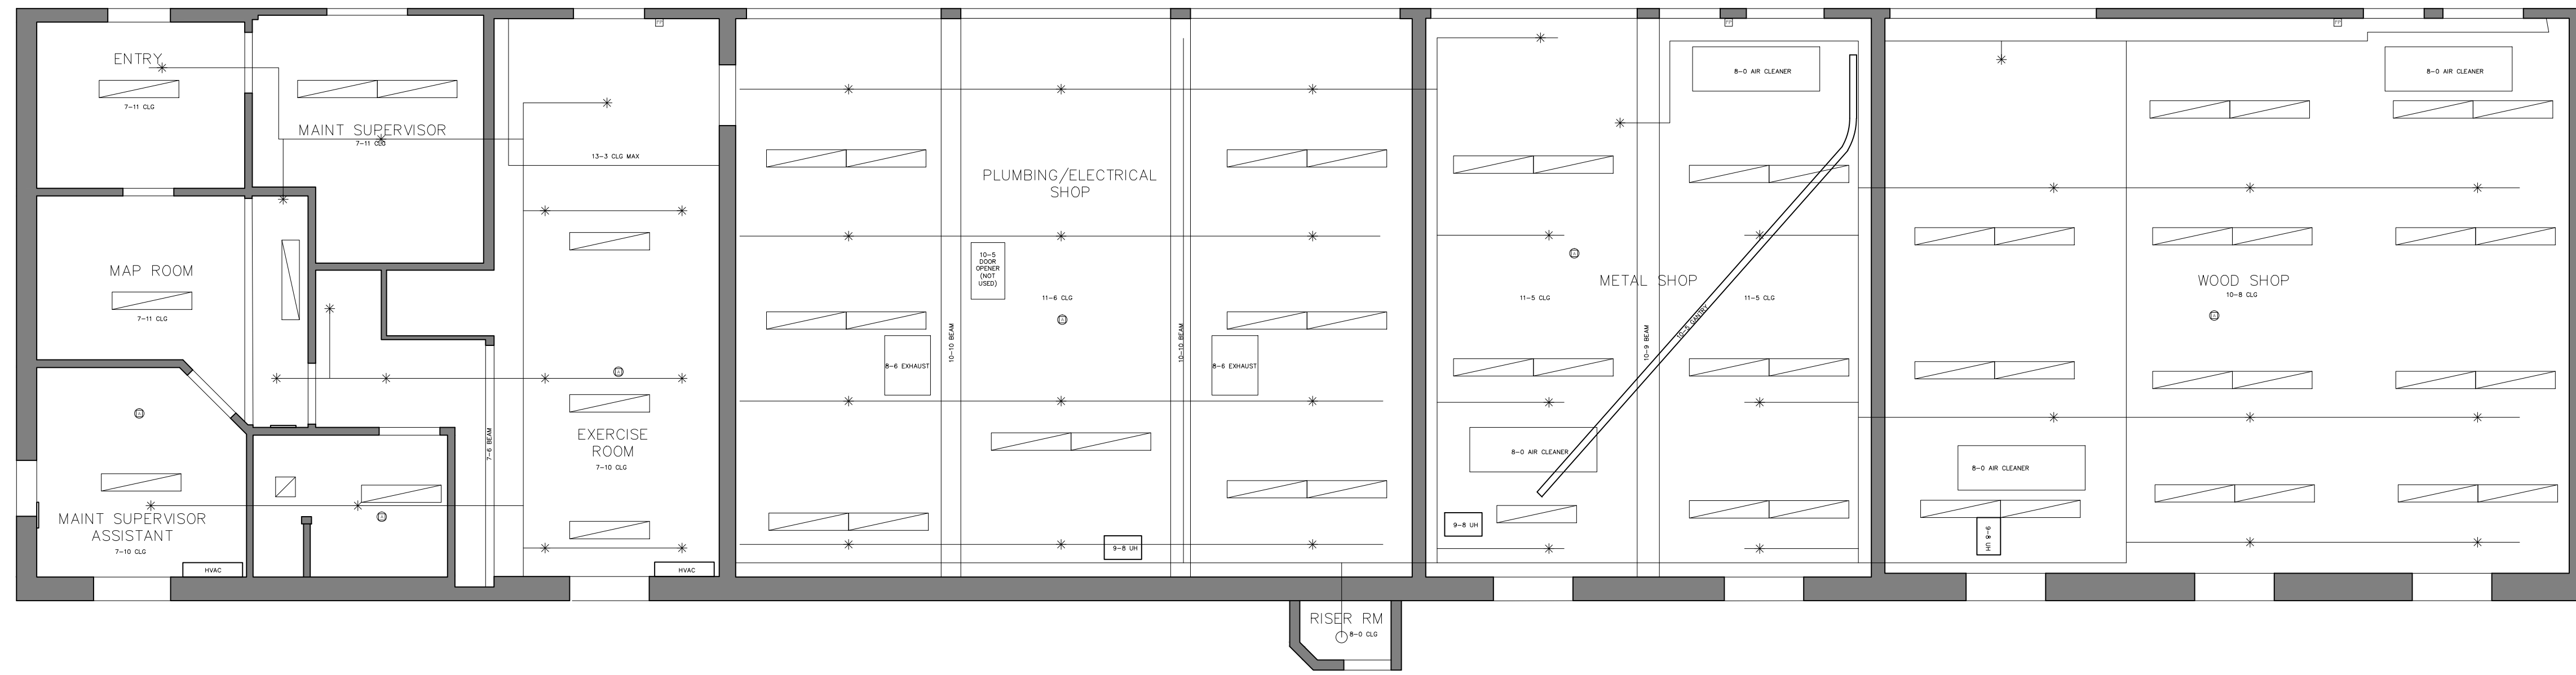 ENTRY
7-11 CLG
MAINT SUPERVISOR
7-11 CLG
MAP ROOM
7-11 CLG
MAINT SUPERVISOR
ASSISTANT
7-10 CLG
HVAC
13-3 CLG MAX
7-6 BEAM
EXERCISE
ROOM
7-10 CLG
HVAC
PLUMBING/ELECTRICAL
SHOP
10-5
DOOR
OPENER
(NOT
USED)
11-6 CLG
10-10 BEAM
10-10 BEAM
8-6 EXHAUST
8-6 EXHAUST
9-8 UH
RISER RM
8-0 CLG
8-0 AIR CLEANER
METAL SHOP
11-5 CLG
11-5 CLG
10-9 BEAM
10-5 GANTRY
8-0 AIR CLEANER
9-8 UH
8-0 AIR CLEANER
WOOD SHOP
10-8 CLG
8-0 AIR CLEANER
9-8 UH